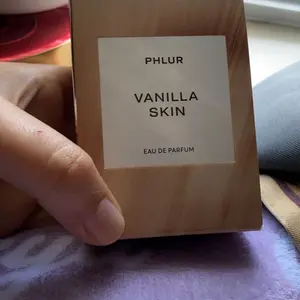 PHLUR
VANILLA
SKIN
EAU DE PARFUM